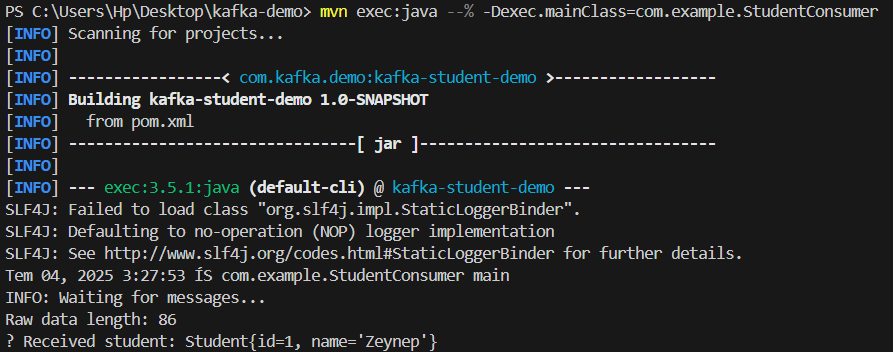 PS C:\Users\Hp\Desktop\kafka-demo> mvn exec:java --% -Dexec.mainClass=com.example.StudentConsumer
[INFO] Scanning for projects...
[INFO]
[INFO] -----------------< com.kafka.demo:kafka-student-demo >------------------
[INFO] Building kafka-student-demo 1.0-SNAPSHOT
[INFO]   from pom.xml
[INFO] --------------------------------[ jar ]---------------------------------
[INFO]
[INFO] --- exec:3.5.1:java (default-cli) @ kafka-student-demo ---
SLF4J: Failed to load class "org.slf4j.impl.StaticLoggerBinder".
SLF4J: Defaulting to no-operation (NOP) logger implementation
SLF4J: See http://www.slf4j.org/codes.html#StaticLoggerBinder for further details.
Tem 04, 2025 3:27:53 ÍS com.example.StudentConsumer main
INFO: Waiting for messages...
Raw data length: 86
? Received student: Student{id=1, name='Zeynep'}